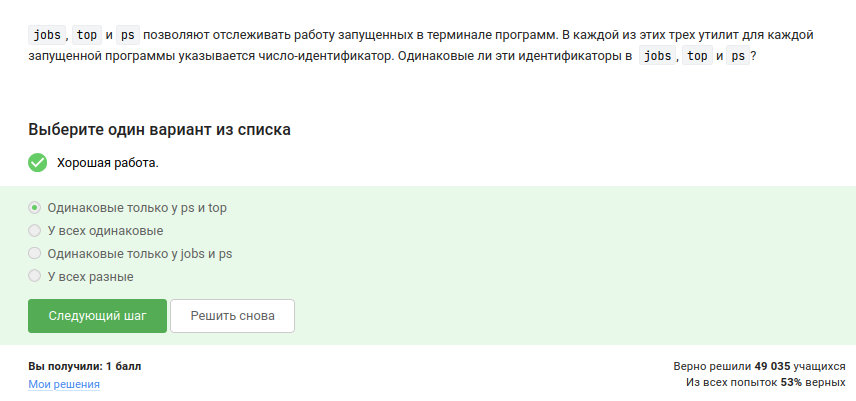 jobs, top и ps позволяют отслеживать работу запущенных в терминале программ. В каждой из этих трех утилит для каждой
запущенной программы указывается число-идентификатор. Одинаковые ли эти идентификаторы в jobs, top и ps?
Выберите один вариант из списка
Хорошая работа.
Одинаковые только у ps и top
У всех одинаковые
Одинаковые только у jobs и ps
У всех разные
Следующий шаг Решить снова
Вы получили: 1 балл
Мои решения
Верно решили 49 035 учащихся
Из всех попыток 53% верных